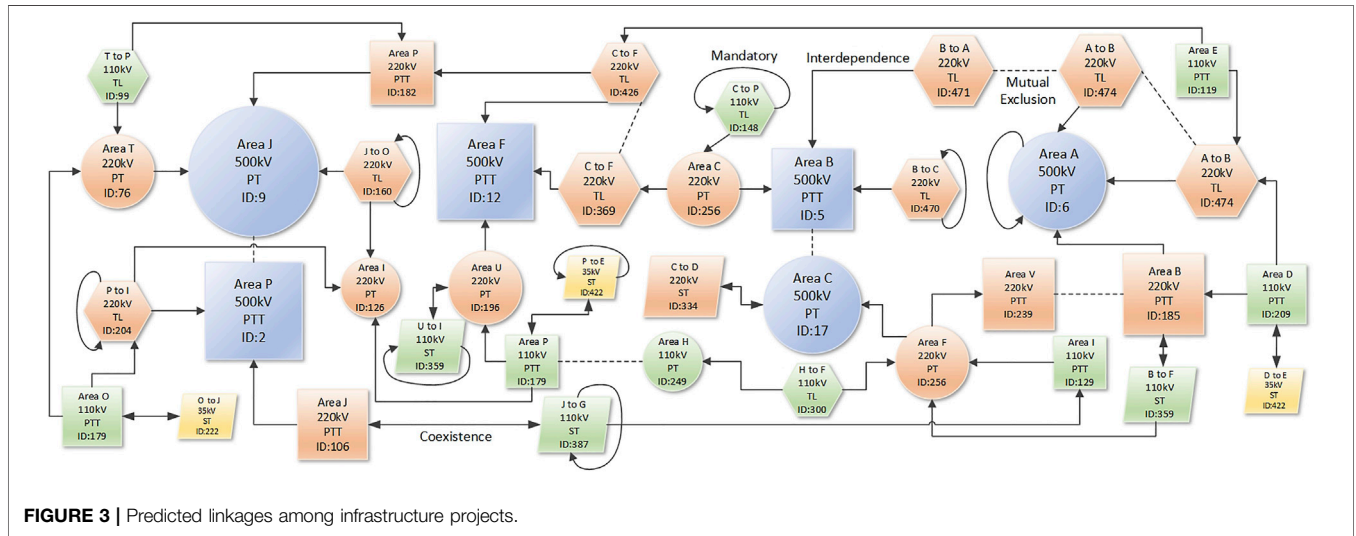 T to P
110kV
TL
ID:99
Area P
220kV
PTT
ID:182
C to F
220kV
TL
ID:426
Mandatory
C to P
110kV
TL
ID:148
Interdependence
B to A
220kV
TL
ID:471
Mutual
Exclusion
A to B
220kV
TL
ID:474
Area E
110kV
PTT
ID:119
Area T
220kV
PT
ID:76
Area J
500kV
PT
ID:9
J to O
220kV
TL
ID:160
Area F
500kV
PTT
ID:12
C to F
220kV
TL
ID:369
Area C
220kV
PT
ID:256
Area B
500kV
PTT
ID:5
B to C
220kV
TL
ID:470
Area A
500kV
PT
ID:6
A to B
220kV
TL
ID:474
P to I
220kV
TL
ID:204
Area P
500kV
PTT
ID:2
Area I
220kV
PT
ID:126
Area U
220kV
PT
ID:196
P to E
35kV
ST
ID:422
C to D
220kV
ST
ID:334
Area C
500kV
PT
ID:17
Area V
220kV
PTT
ID:239
Area B
220kV
PTT
ID:185
Area D
110kV
PTT
ID:209
U to I
110kV
ST
ID:359
Area P
110kV
PTT
ID:179
Area H
110kV
PT
ID:249
H to F
110kV
TL
ID:300
Area F
220kV
PT
ID:256
Area I
110kV
PTT
ID:129
B to F
110kV
ST
ID:359
D to E
35kV
ST
ID:422
Area O
110kV
PTT
ID:179
O to J
35kV
ST
ID:222
Area J
220kV
PTT
ID:106
Coexistence
J to G
110kV
ST
ID:387
FIGURE 3 | Predicted linkages among infrastructure projects.